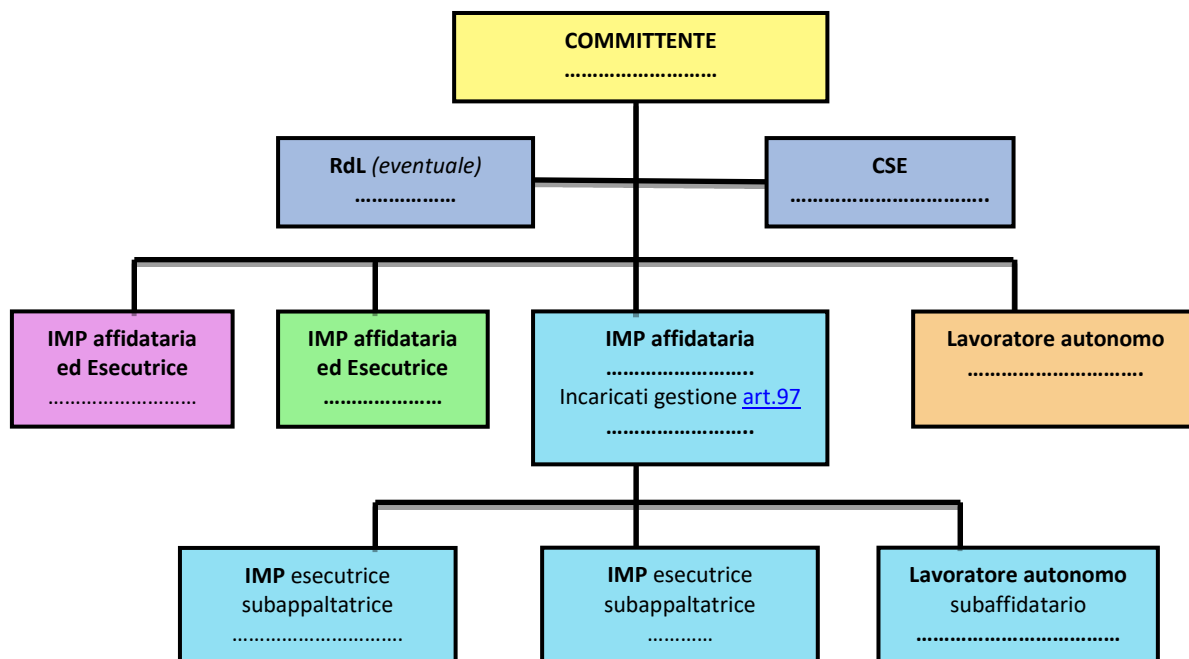 COMMITTENTE
………………………
RdL (eventuale)
………………
CSE
……………………………..
IMP affidataria
ed Esecutrice
………………………
IMP affidataria
ed Esecutrice
…………………
IMP affidataria
……………………..
Incaricati gestione art.97
……………………..
Lavoratore autonomo
………………………….
IMP esecutrice
subappaltatrice
………………………….
IMP esecutrice
subappaltatrice
…………
Lavoratore autonomo
subaffidatario
………………………………